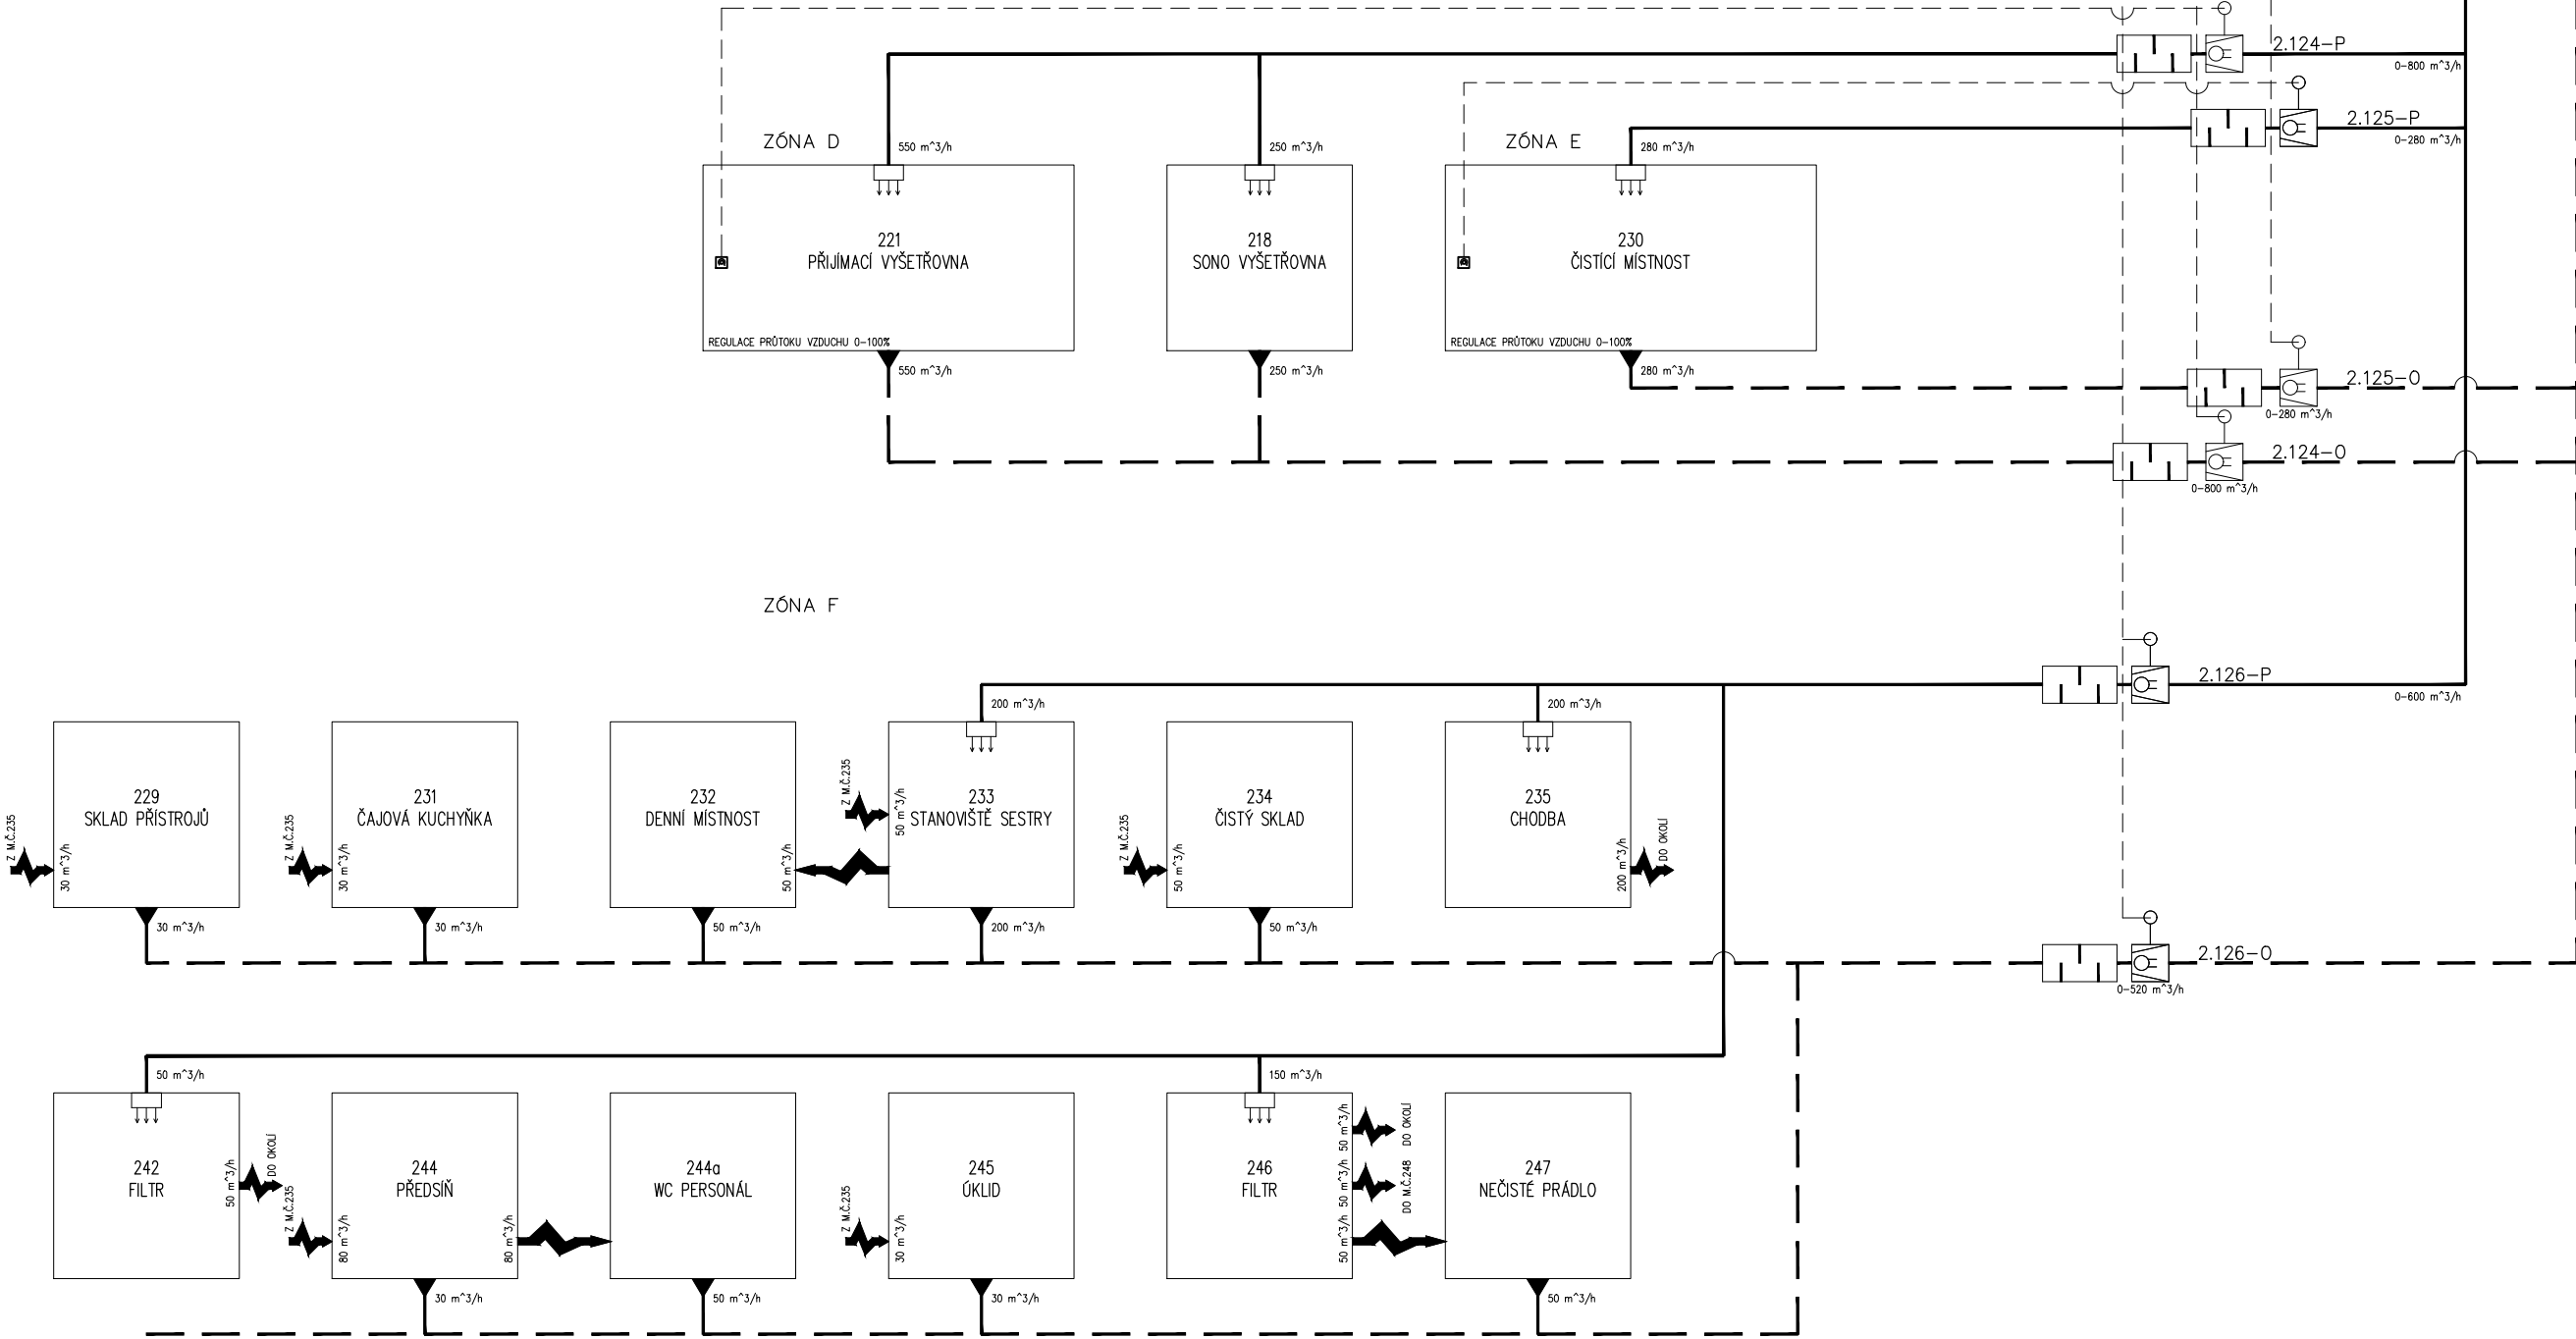 2.124-P
0-800 m^3/h
2.125-P
0-280 m^3/h
ZÓNA D
550 m^3/h
250 m^3/h
ZÓNA E
280 m^3/h
221
PŘIJÍMACÍ VYŠETŘOVNA
REGULACE PRŮTOKU VZDUCHU 0-100%
550 m^3/h
218
SONO VYŠETŘOVNA
250 m^3/h
230
ČISTÍCÍ MÍSTNOST
REGULACE PRŮTOKU VZDUCHU 0-100%
280 m^3/h
2.125-O
0-280 m^3/h
2.124-O
0-800 m^3/h
ZÓNA F
2.126-P
0-600 m^3/h
200 m^3/h
200 m^3/h
Z M.Č.235
30 m^3/h
229
SKLAD PŘÍSTROJŮ
30 m^3/h
Z M.Č.235
30 m^3/h
231
ČAJOVÁ KUCHYŇKA
30 m^3/h
232
DENNÍ MÍSTNOST
50 m^3/h
50 m^3/h
Z M.Č.235
50 m^3/h
233
STANOVIŠTĚ SESTRY
200 m^3/h
Z M.Č.235
50 m^3/h
234
ČISTÝ SKLAD
50 m^3/h
235
CHODBA
200 m^3/h
DO OKOLÍ
2.126-O
0-520 m^3/h
50 m^3/h
150 m^3/h
242
FILTR
50 m^3/h
DO OKOLÍ
Z M.Č.235
80 m^3/h
244
PŘEDSÍŇ
80 m^3/h
30 m^3/h
244a
WC PERSONÁL
50 m^3/h
Z M.Č.235
30 m^3/h
245
ÚKLID
30 m^3/h
246
FILTR
50 m^3/h
DO OKOLÍ
50 m^3/h
DO M.Č.248
50 m^3/h
247
NEČISTÉ PRÁDLO
50 m^3/h